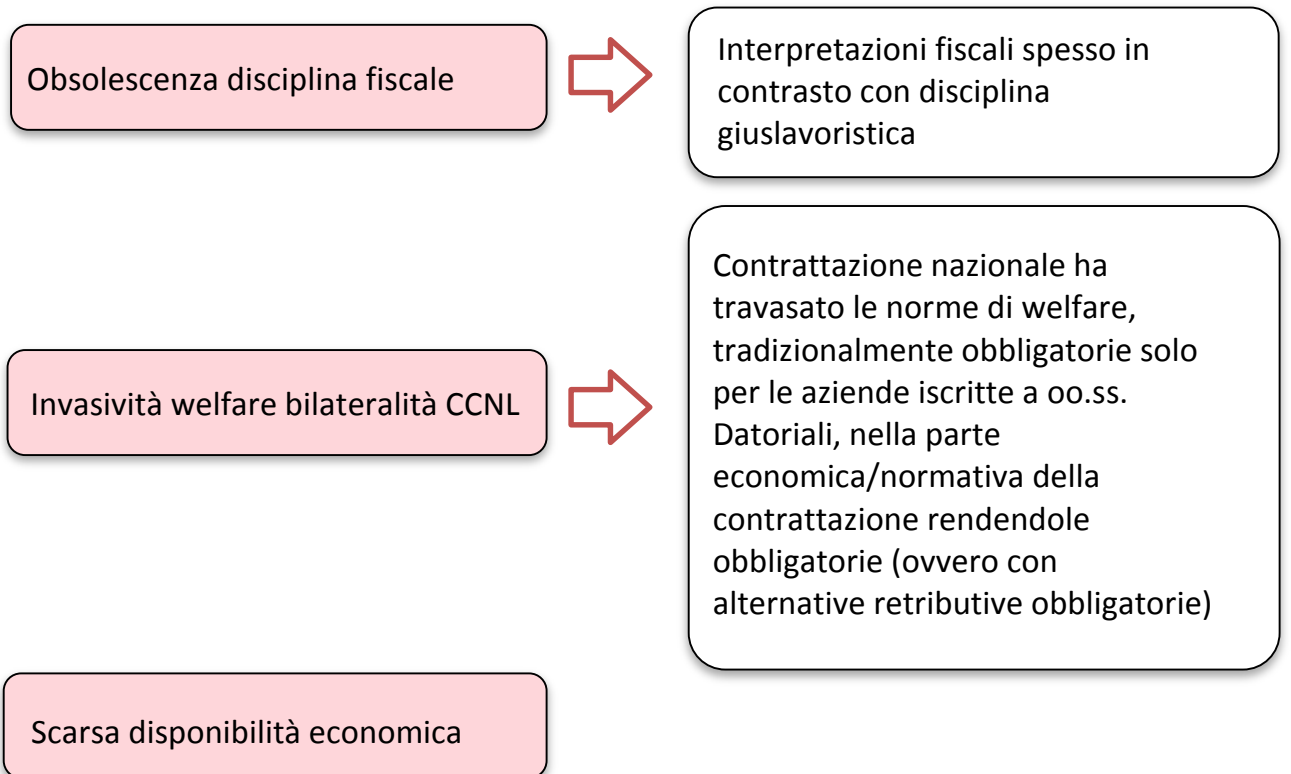 Obsolescenza disciplina fiscale
Interpretazioni fiscali spesso in
contrasto con disciplina
giuslavoristica
Invasività welfare bilateralità CCNL
Contrattazione nazionale ha
travasato le norme di welfare,
tradizionalmente obbligatorie solo
per le aziende iscritte a oo.ss.
Datoriali, nella parte
economica/normativa della
contrattazione rendendole
obbligatorie (ovvero con
alternative retributive obbligatorie)
Scarsa disponibilità economica